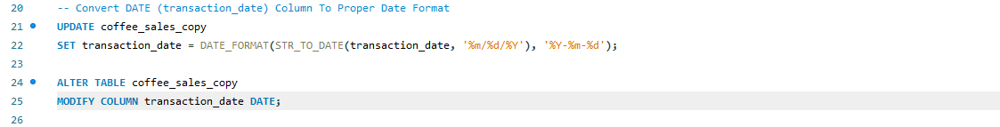 20 -- Convert DATE (transaction_date) Column To Proper Date Format
21 UPDATE coffee_sales_copy
22 SET transaction_date = DATE_FORMAT(STR_TO_DATE(transaction_date, '%m/%d/%Y'), '%Y-%m-%d');
23
24 ALTER TABLE coffee_sales_copy
25 MODIFY COLUMN transaction_date DATE;
26